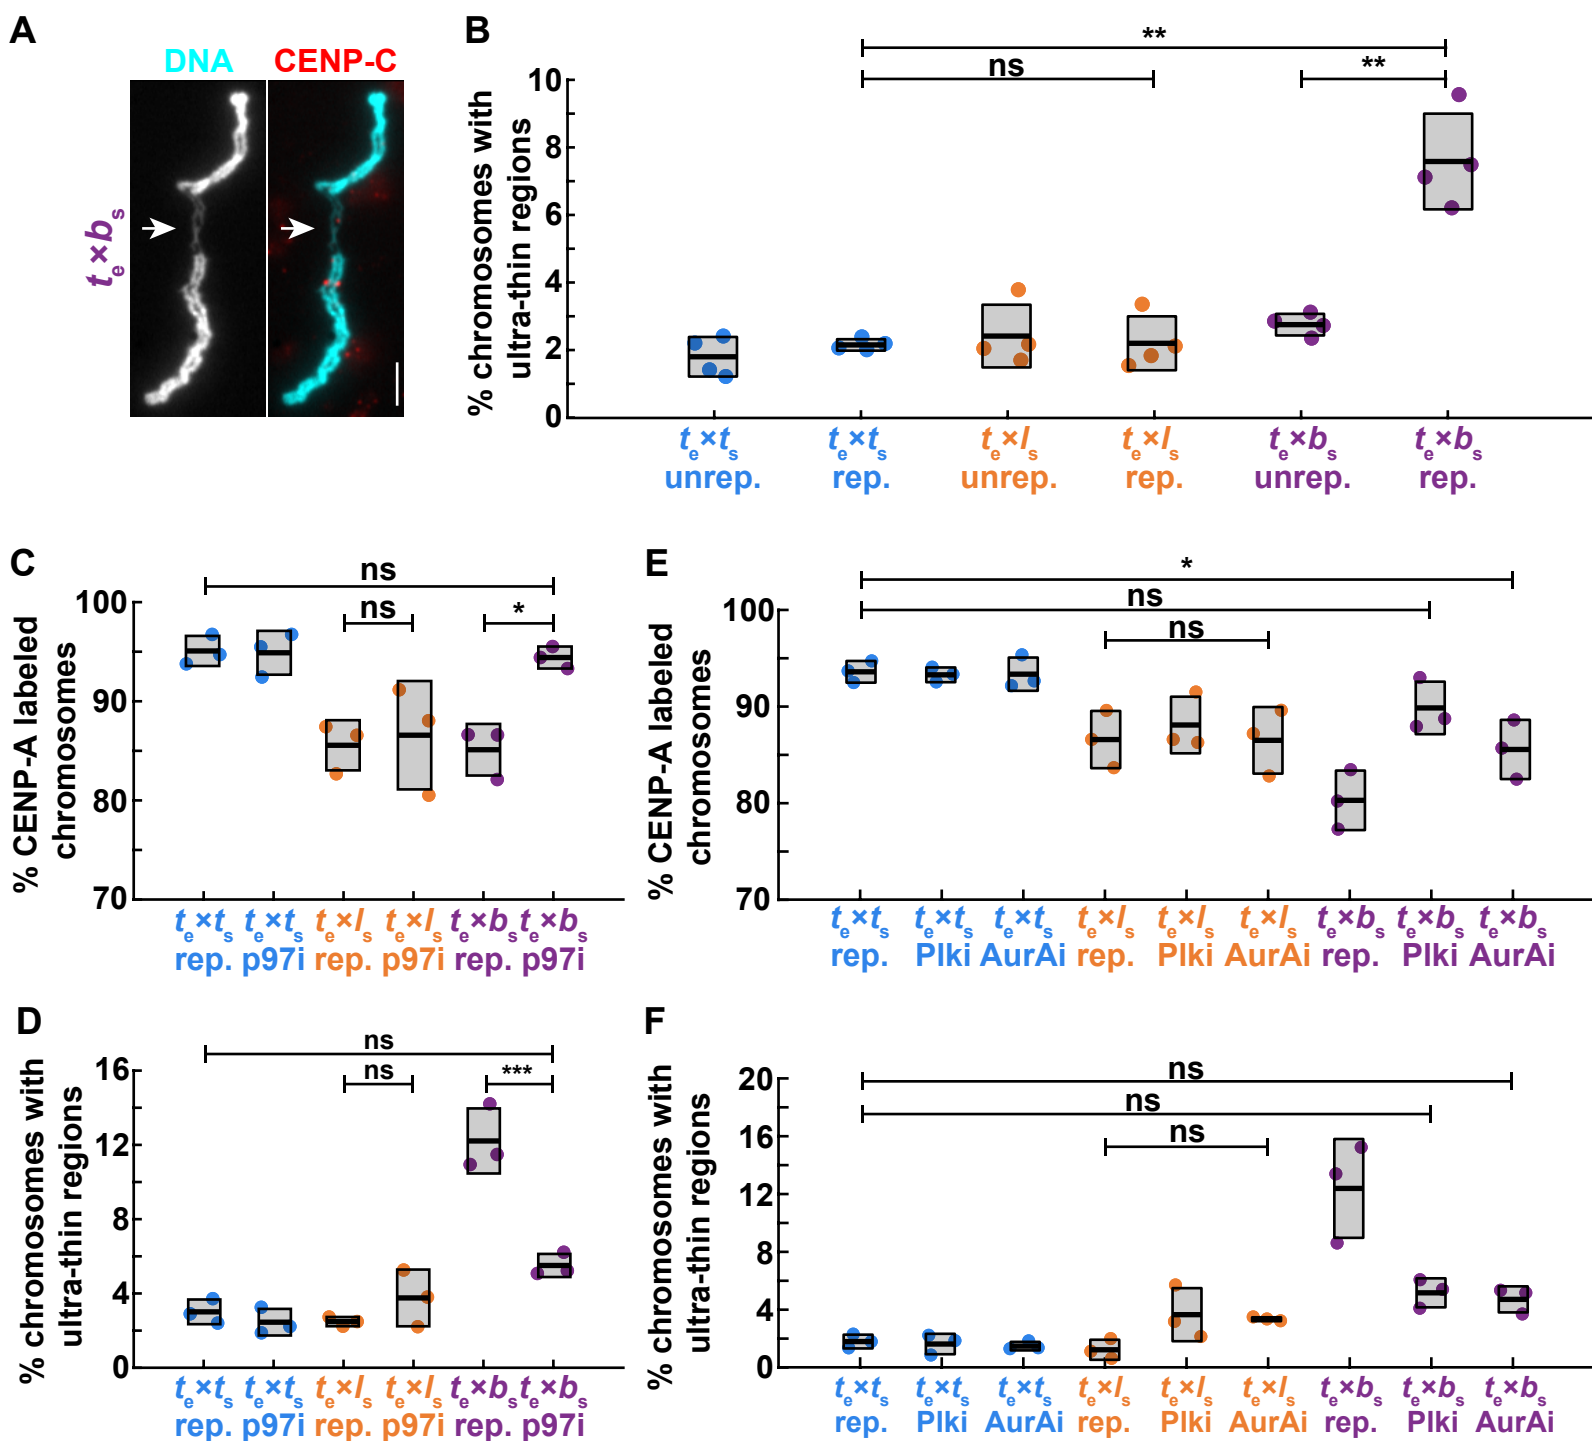 A
DNA CENP-C
te×bs
B
% chromosomes with
ultra-thin regions
**
ns **
10
8
6
4
2
0
te×ts te×ts te×ls te×ls te×bs te×bs
unrep. rep. unrep. rep. unrep. rep.
C
% CENP-A labeled
chromosomes
ns
ns *
100
90
80
70
te×ts te×ts te×ls te×ls te×bs te×bs
rep. p97i rep. p97i rep. p97i
E
% CENP-A labeled
chromosomes
*
ns
ns
100
90
80
70
te×ts te×ts te×ts te×ls te×ls te×ls te×bs te×bs te×bs
rep. Plki AurAi rep. Plki AurAi rep. Plki AurAi
D
% chromosomes with
ultra-thin regions
ns
ns ***
16
12
8
4
0
te×ts te×ts te×ls te×ls te×bs te×bs
rep. p97i rep. p97i rep. p97i
F
% chromosomes with
ultra-thin regions
ns
ns
ns
20
16
12
8
4
0
te×ts te×ts te×ts te×ls te×ls te×ls te×bs te×bs te×bs
rep. Plki AurAi rep. Plki AurAi rep. Plki AurAi